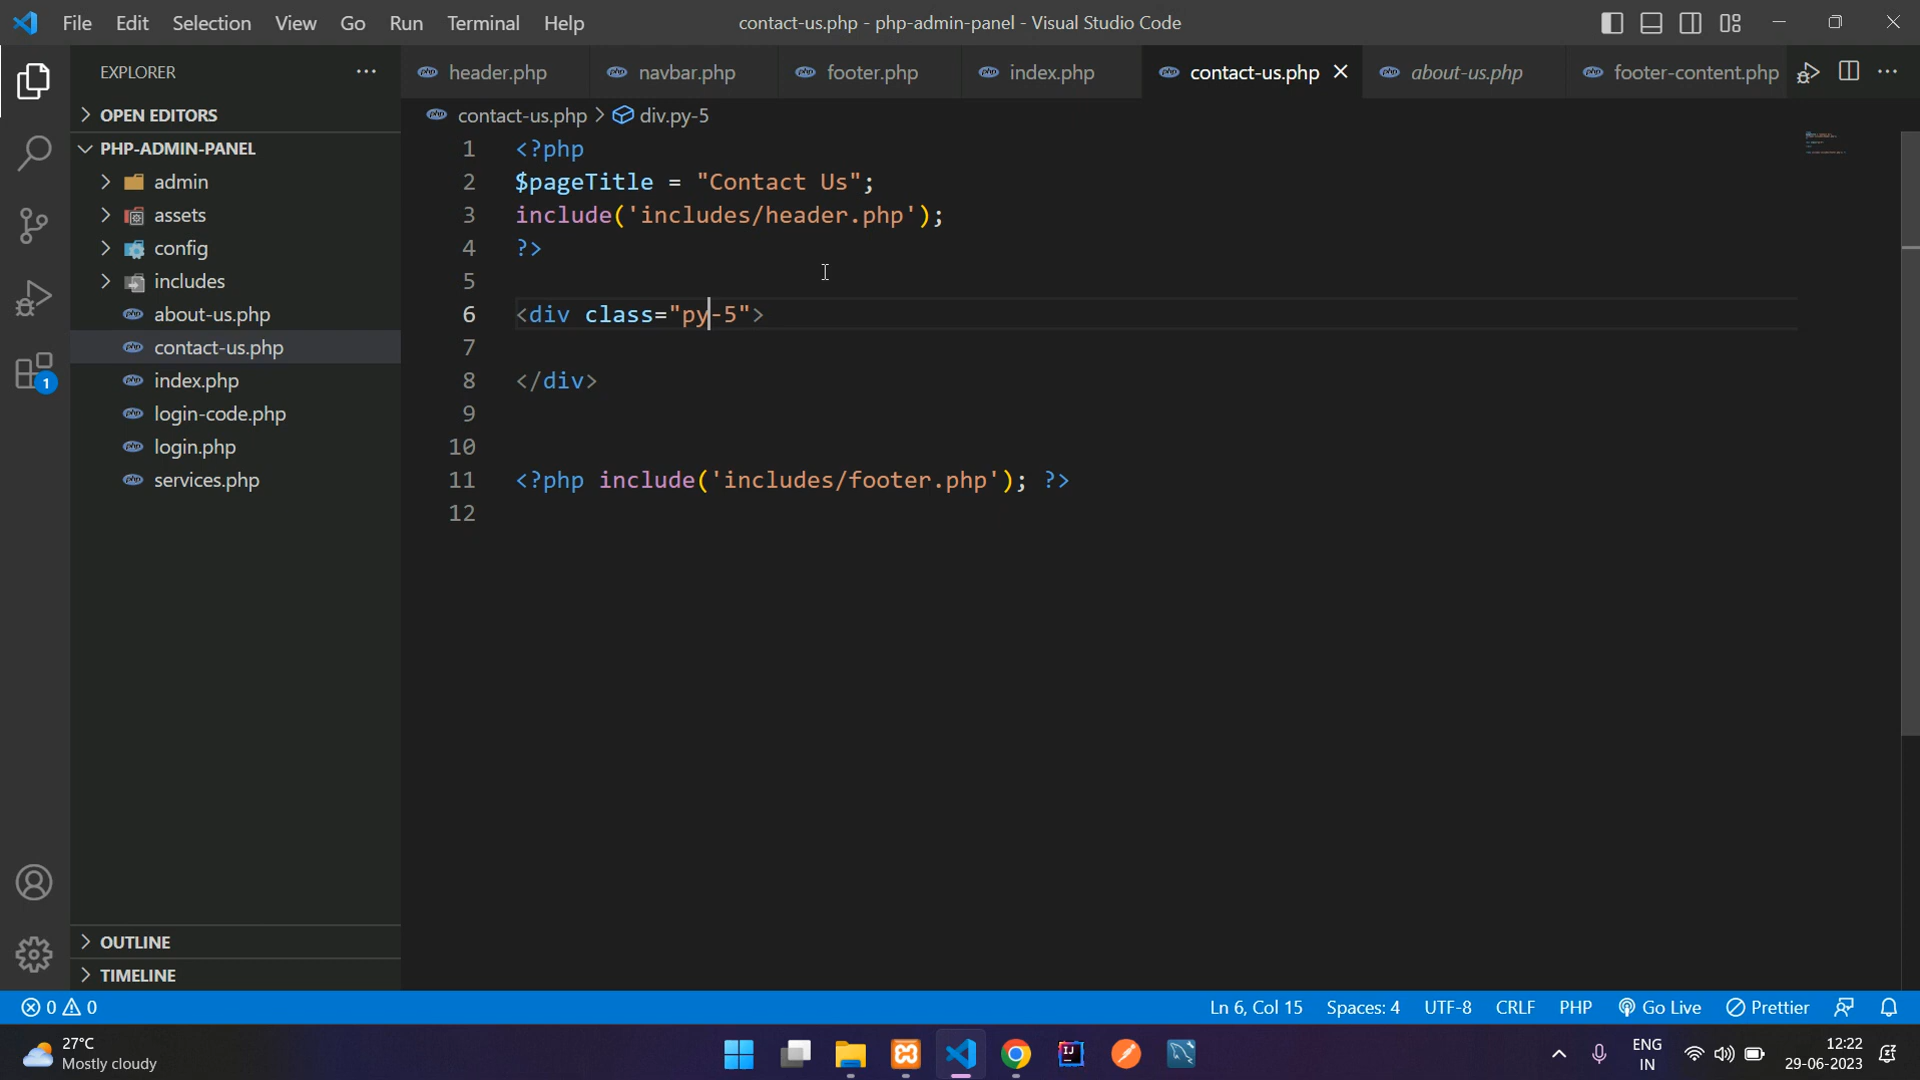 File Edit Selection View Go Run Terminal Help
contact-us.php - php-admin-panel - Visual Studio Code
EXPLORER
OPEN EDITORS
PHP-ADMIN-PANEL
admin
assets
config
includes
about-us.php
contact-us.php
index.php
login-code.php
login.php
services.php
OUTLINE
TIMELINE
1
header.php navbar.php footer.php index.php contact-us.php about-us.php footer-content.php
contact-us.php > div.py-5
1 <?php
2 $pageTitle = "Contact Us";
3 include('includes/header.php');
4 ?>
5
6 <div class="py-5">
7
8 </div>
9
10
11 <?php include('includes/footer.php'); ?>
12
0 0
Ln 6, Col 15 Spaces: 4 UTF-8 CRLF PHP Go Live Prettier
27°C
Mostly cloudy
IJ
ENG
IN
12:22
29-06-2023